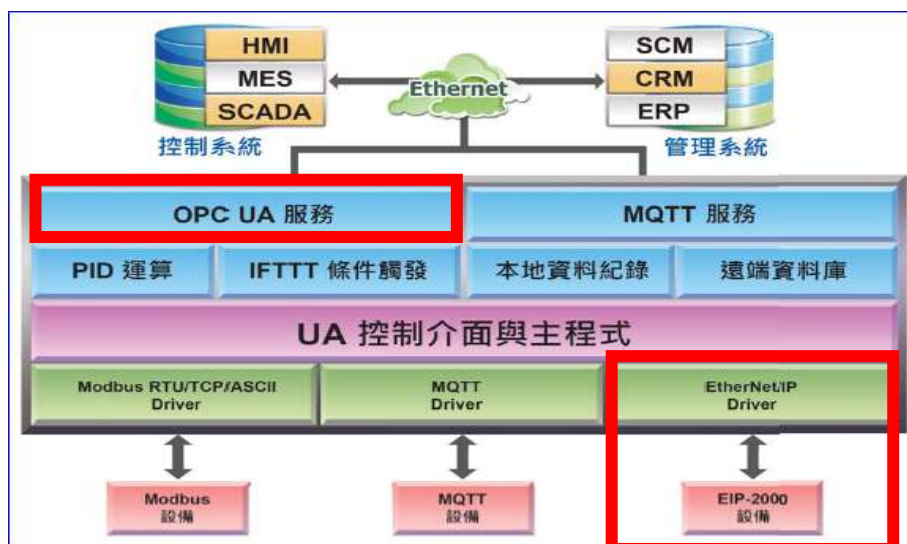 HMI
MES
SCADA
控制系統
Ethernet
SCM
CRM
ERP
管理系統
OPC UA 服務
MQTT 服務
PID 運算
IFTTT 條件觸發
本地資料紀錄
遠端資料庫
UA 控制介面與主程式
Modbus RTU/TCP/ASCII
Driver
MQTT
Driver
EtherNet/IP
Driver
Modbus
設備
MQTT
設備
EIP-2000
設備